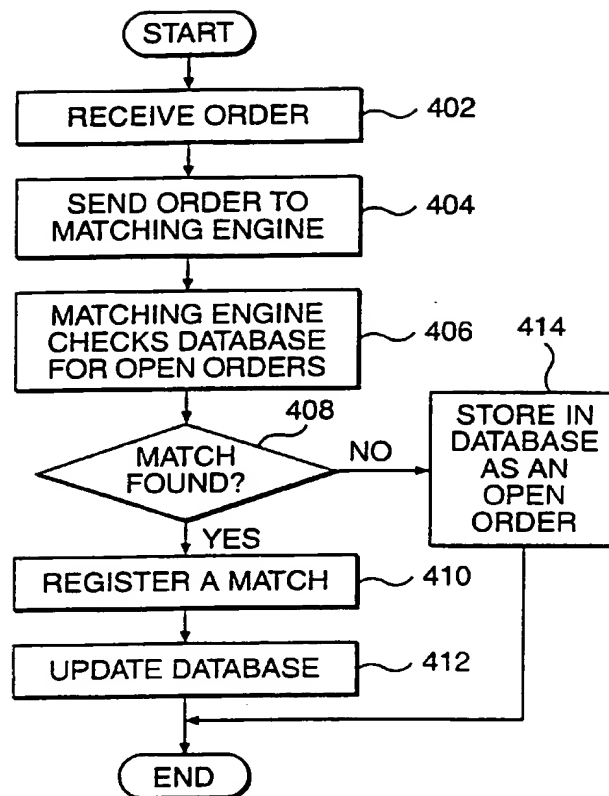 START
RECEIVE ORDER
402
SEND ORDER TO
MATCHING ENGINE
404
MATCHING ENGINE
CHECKS DATABASE
FOR OPEN ORDERS
406
408
MATCH
FOUND?
NO
YES
414
STORE IN
DATABASE
AS AN
OPEN
ORDER
REGISTER A MATCH
410
UPDATE DATABASE
412
END